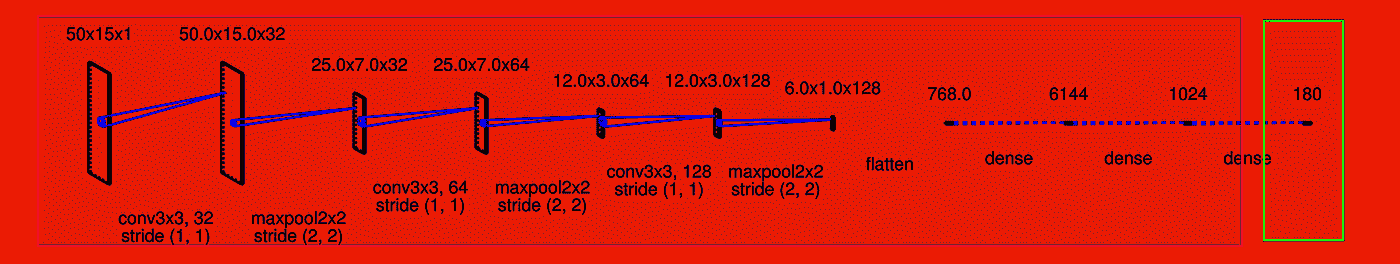 50x15x1
50.0x15.0x32
25.0x7.0x32
25.0x7.0x64
12.0x3.0x64
12.0x3.0x128
6.0x1.0x128
768.0
6144
1024
180
conv3x3, 32
stride (1, 1)
maxpool2x2
stride (2, 2)
conv3x3, 64
stride (1, 1)
maxpool2x2
stride (2, 2)
conv3x3, 128
stride (1, 1)
maxpool2x2
stride (2, 2)
flatten
dense
dense
dense